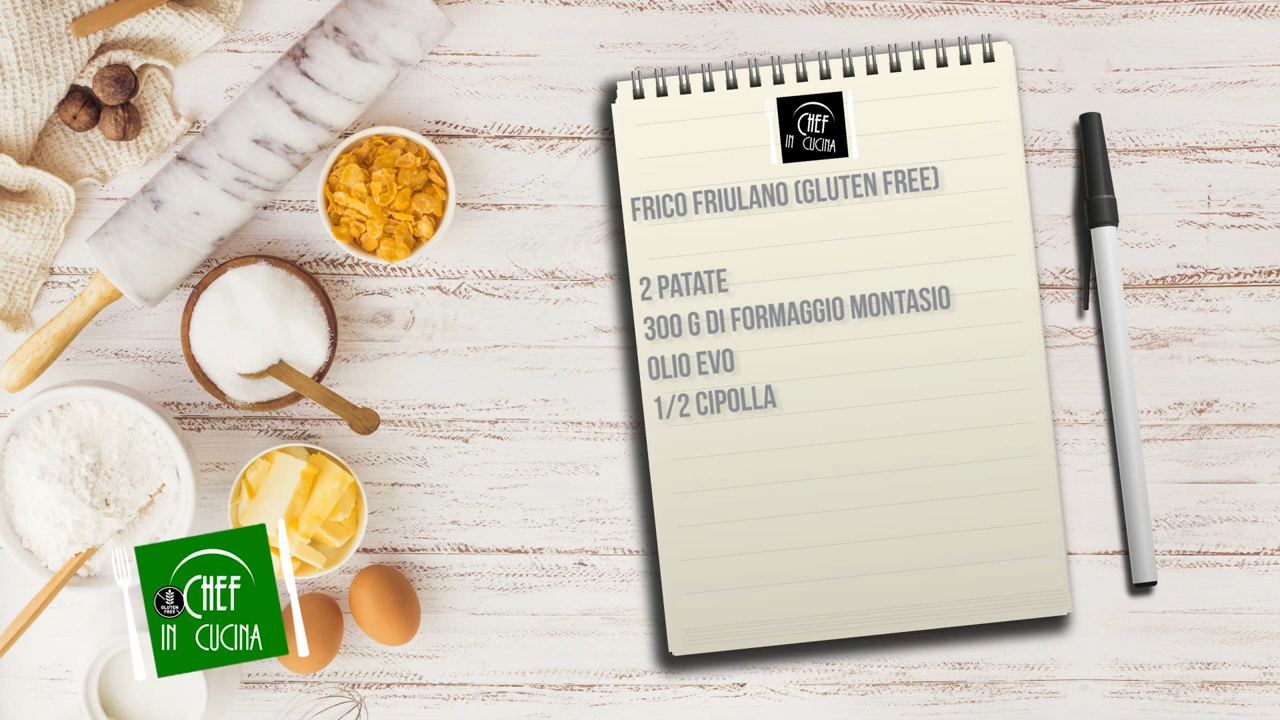 CHEF
IN CUCINA
FRICO FRIULANO (GLUTEN FREE)
2 PATATE
300 G DI FORMAGGIO MONTASIO
OLIO EVO
1/2 CIPOLLA
GLUTEN
FREE
CHEF
IN CUCINA